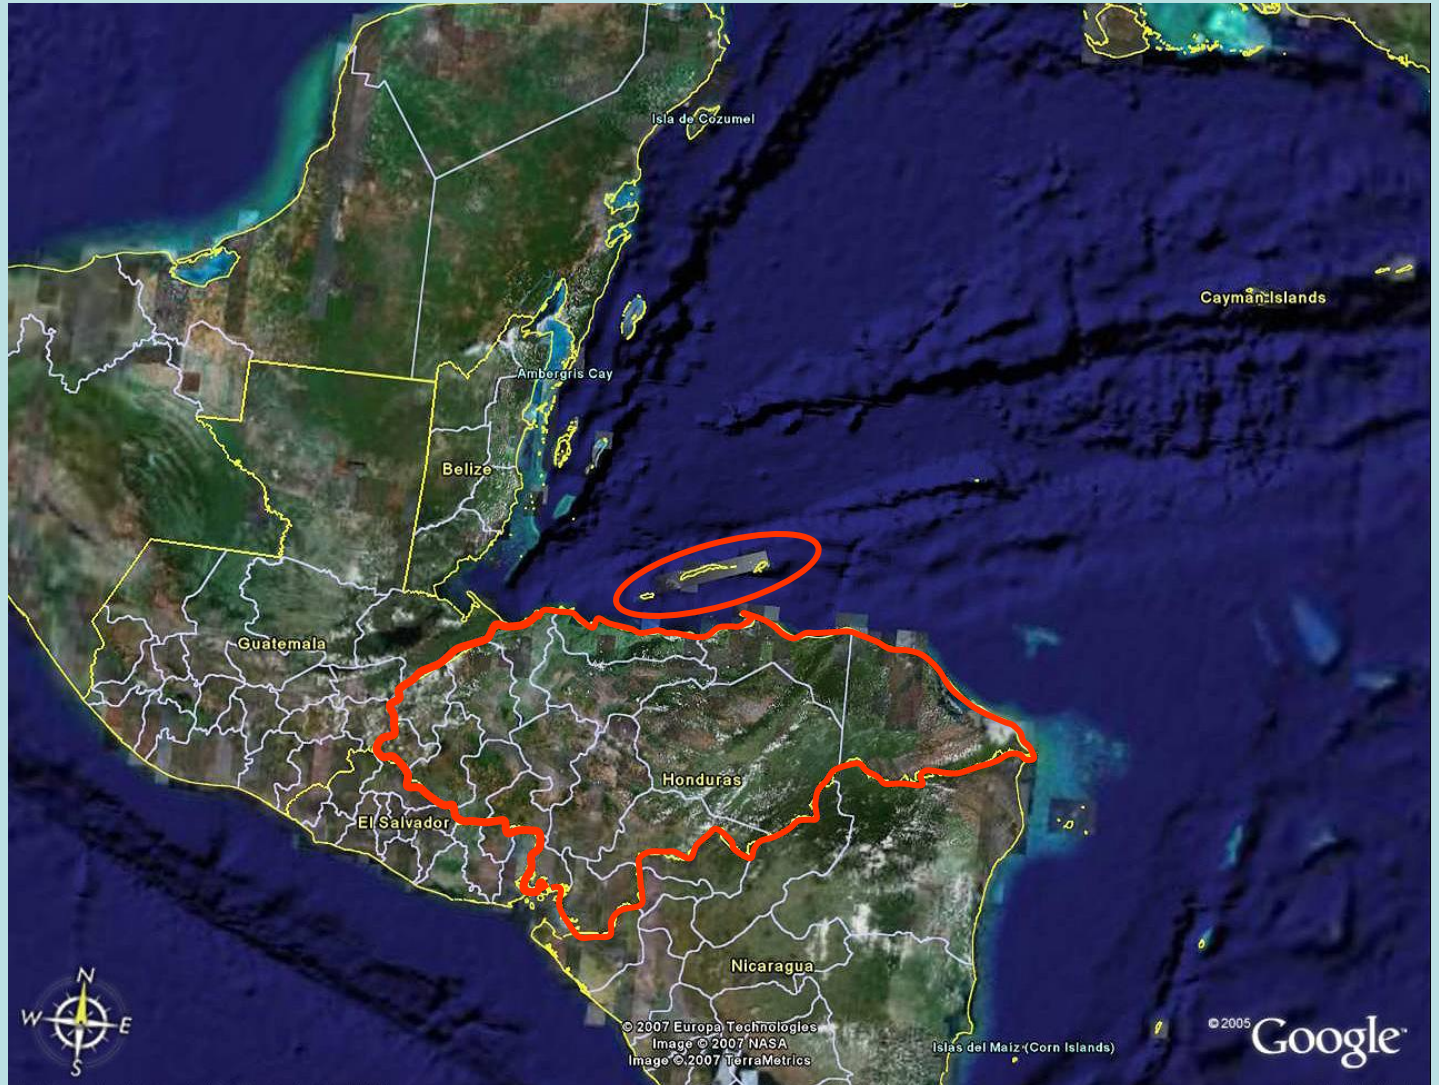 Isla de Cozumel
Cayman Islands
Ambergris Cay
Belize
Guatemala
Honduras
El Salvador
Nicaragua
N
W E
S
© 2007 Europa Technologies
Image © 2007 NASA
Image © 2007 TerraMetrics
Islas del Maiz (Corn Islands)
© 2005 Google™